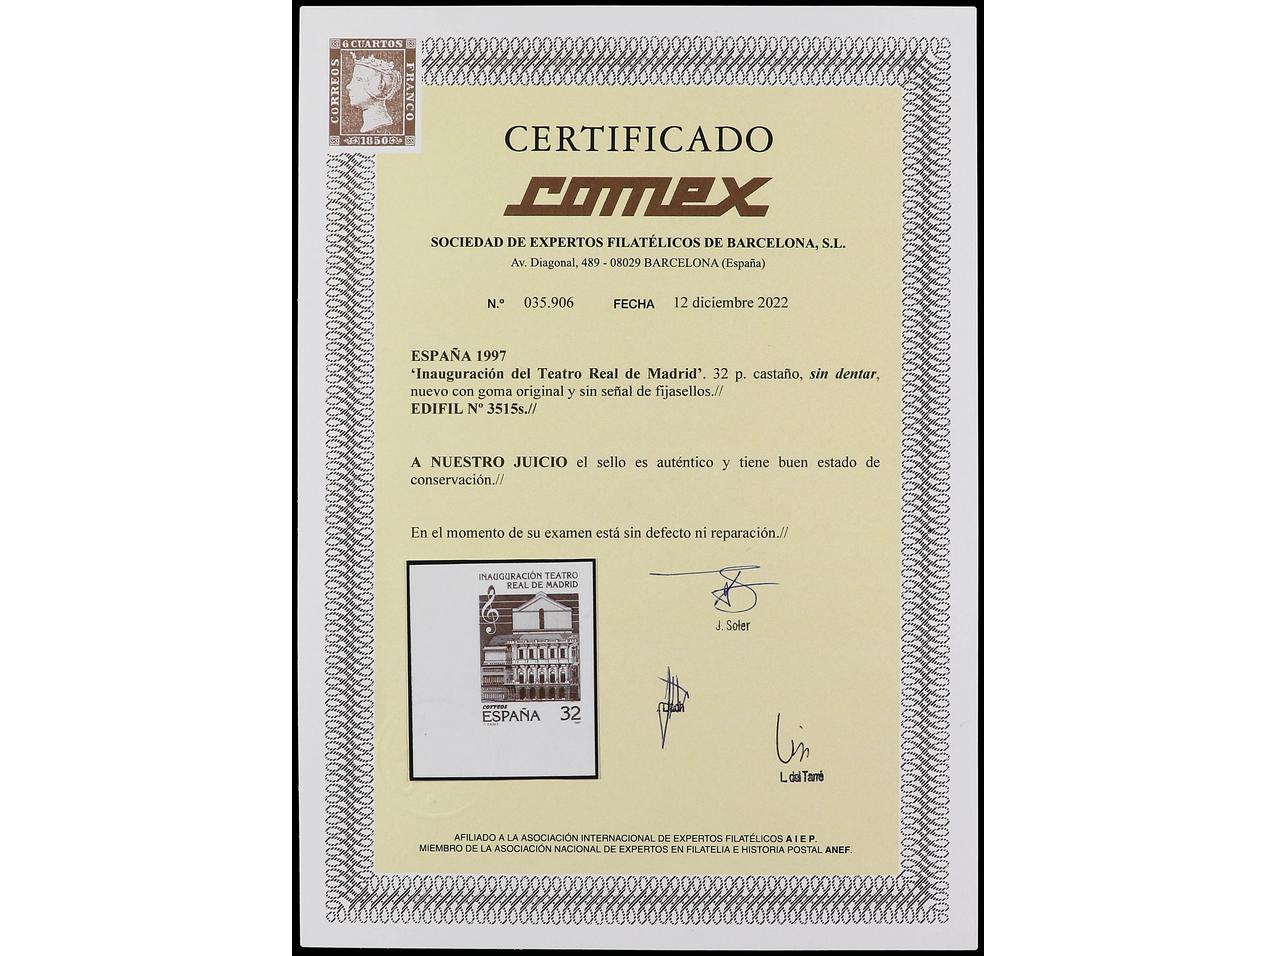 6 CUARTOS
CORREOS
FRANCO
1850
CERTIFICADO
comex
SOCIEDAD DE EXPERTOS FILATÉLICOS DE BARCELONA, S.L.
Av. Diagonal, 489 - 08029 BARCELONA (España)
N.º 035.906 FECHA 12 diciembre 2022
ESPAÑA 1997
‘Inauguración del Teatro Real de Madrid’. 32 p. castaño, sin dentar,
nuevo con goma original y sin señal de fijasellos.//
EDIFIL Nº 3515s.//
A NUESTRO JUICIO el sello es auténtico y tiene buen estado de
conservación.//
En el momento de su examen está sin defecto ni reparación.//
INAUGURACIÓN TEATRO
REAL DE MADRID
CORREOS
ESPAÑA 32
J. Soler
L. del Tarré
AFILIADO A LA ASOCIACIÓN INTERNACIONAL DE EXPERTOS FILATÉLICOS A I E P.
MIEMBRO DE LA ASOCIACIÓN NACIONAL DE EXPERTOS EN FILATELIA E HISTORIA POSTAL ANEF.